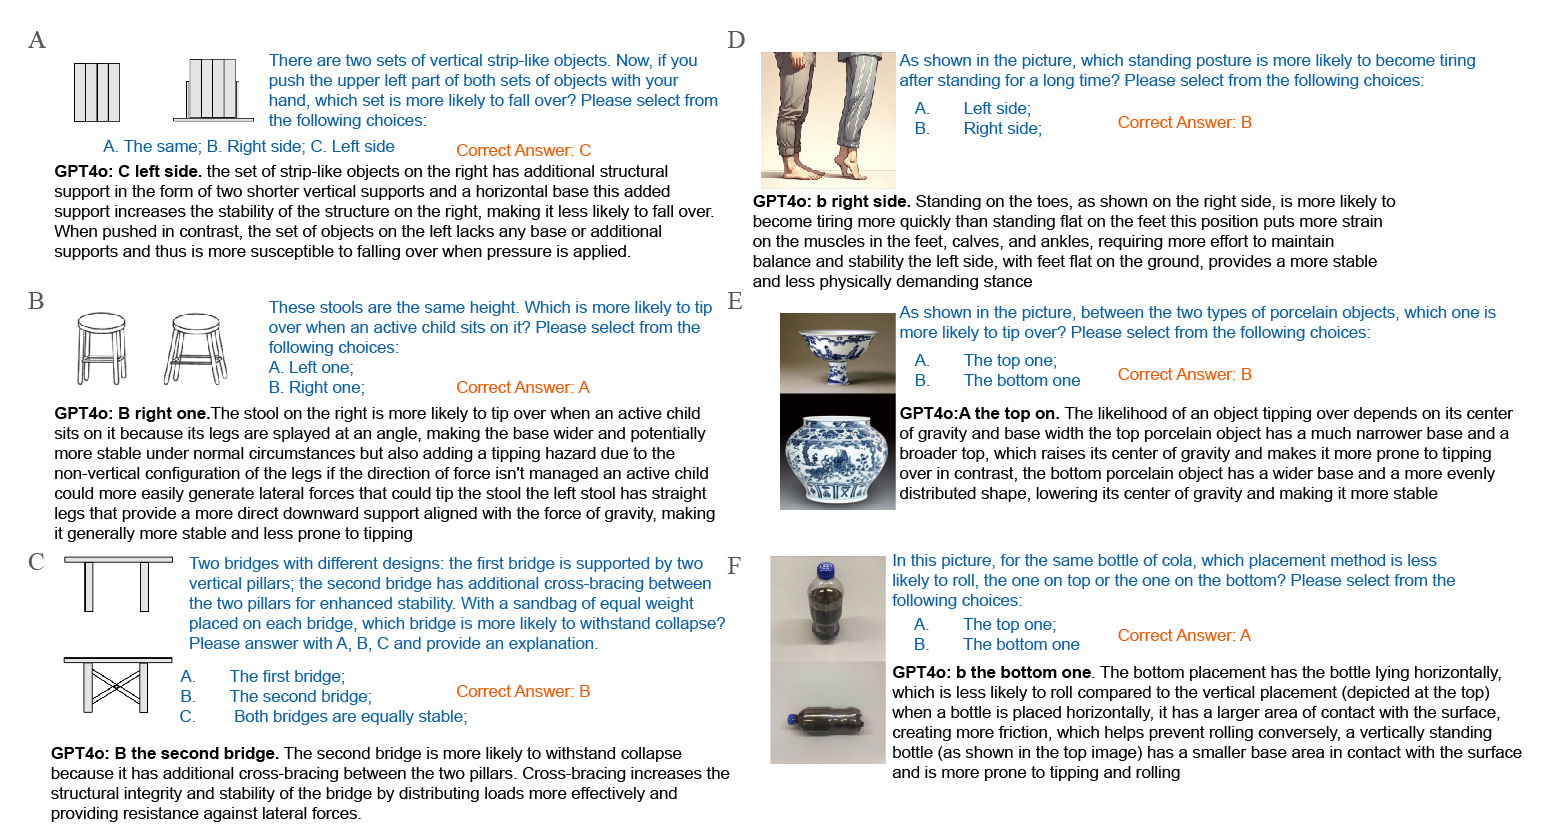 A
There are two sets of vertical strip-like objects. Now, if you
push the upper left part of both sets of objects with your
hand, which set is more likely to fall over? Please select from
the following choices:
A. The same; B. Right side; C. Left side
Correct Answer: C
GPT4o: C left side. the set of strip-like objects on the right has additional structural
support in the form of two shorter vertical supports and a horizontal base this added
support increases the stability of the structure on the right, making it less likely to fall over.
When pushed in contrast, the set of objects on the left lacks any base or additional
supports and thus is more susceptible to falling over when pressure is applied.
B
These stools are the same height. Which is more likely to tip
over when an active child sits on it? Please select from the
following choices:
A. Left one;
B. Right one;
Correct Answer: A
GPT4o: B right one.The stool on the right is more likely to tip over when an active child
sits on it because its legs are splayed at an angle, making the base wider and potentially
more stable under normal circumstances but also adding a tipping hazard due to the
non-vertical configuration of the legs if the direction of force isn't managed an active child
could more easily generate lateral forces that could tip the stool the left stool has straight
legs that provide a more direct downward support aligned with the force of gravity, making
it generally more stable and less prone to tipping
C
Two bridges with different designs: the first bridge is supported by two
vertical pillars; the second bridge has additional cross-bracing between
the two pillars for enhanced stability. With a sandbag of equal weight
placed on each bridge, which bridge is more likely to withstand collapse?
Please answer with A, B, C and provide an explanation.
A. The first bridge;
B. The second bridge;
C. Both bridges are equally stable;
Correct Answer: B
GPT4o: B the second bridge. The second bridge is more likely to withstand collapse
because it has additional cross-bracing between the two pillars. Cross-bracing increases the
structural integrity and stability of the bridge by distributing loads more effectively and
providing resistance against lateral forces.
D
As shown in the picture, which standing posture is more likely to become tiring
after standing for a long time? Please select from the following choices:
A. Left side;
B. Right side;
Correct Answer: B
GPT4o: b right side. Standing on the toes, as shown on the right side, is more likely to
become tiring more quickly than standing flat on the feet this position puts more strain
on the muscles in the feet, calves, and ankles, requiring more effort to maintain
balance and stability the left side, with feet flat on the ground, provides a more stable
and less physically demanding stance
E
As shown in the picture, between the two types of porcelain objects, which one is
more likely to tip over? Please select from the following choices:
A. The top one;
B. The bottom one
Correct Answer: B
GPT4o:A the top on. The likelihood of an object tipping over depends on its center
of gravity and base width the top porcelain object has a much narrower base and a
broader top, which raises its center of gravity and makes it more prone to tipping
over in contrast, the bottom porcelain object has a wider base and a more evenly
distributed shape, lowering its center of gravity and making it more stable
F
In this picture, for the same bottle of cola, which placement method is less
likely to roll, the one on top or the one on the bottom? Please select from the
following choices:
A. The top one;
B. The bottom one
Correct Answer: A
GPT4o: b the bottom one. The bottom placement has the bottle lying horizontally,
which is less likely to roll compared to the vertical placement (depicted at the top)
when a bottle is placed horizontally, it has a larger area of contact with the surface,
creating more friction, which helps prevent rolling conversely, a vertically standing
bottle (as shown in the top image) has a smaller base area in contact with the surface
and is more prone to tipping and rolling